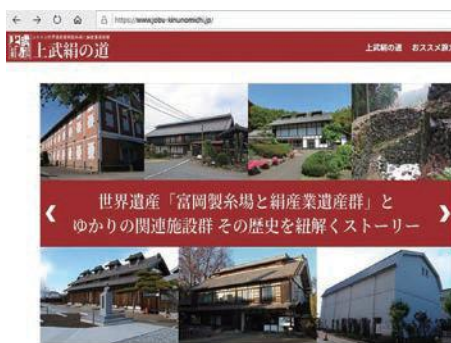 https://www.jobu-kinunomichi.jp/
上武絹の道
上武絹の道
世界遺産「富岡製糸場と絹産業遺産群」と
ゆかりの関連施設群 その歴史を紐解くストーリー